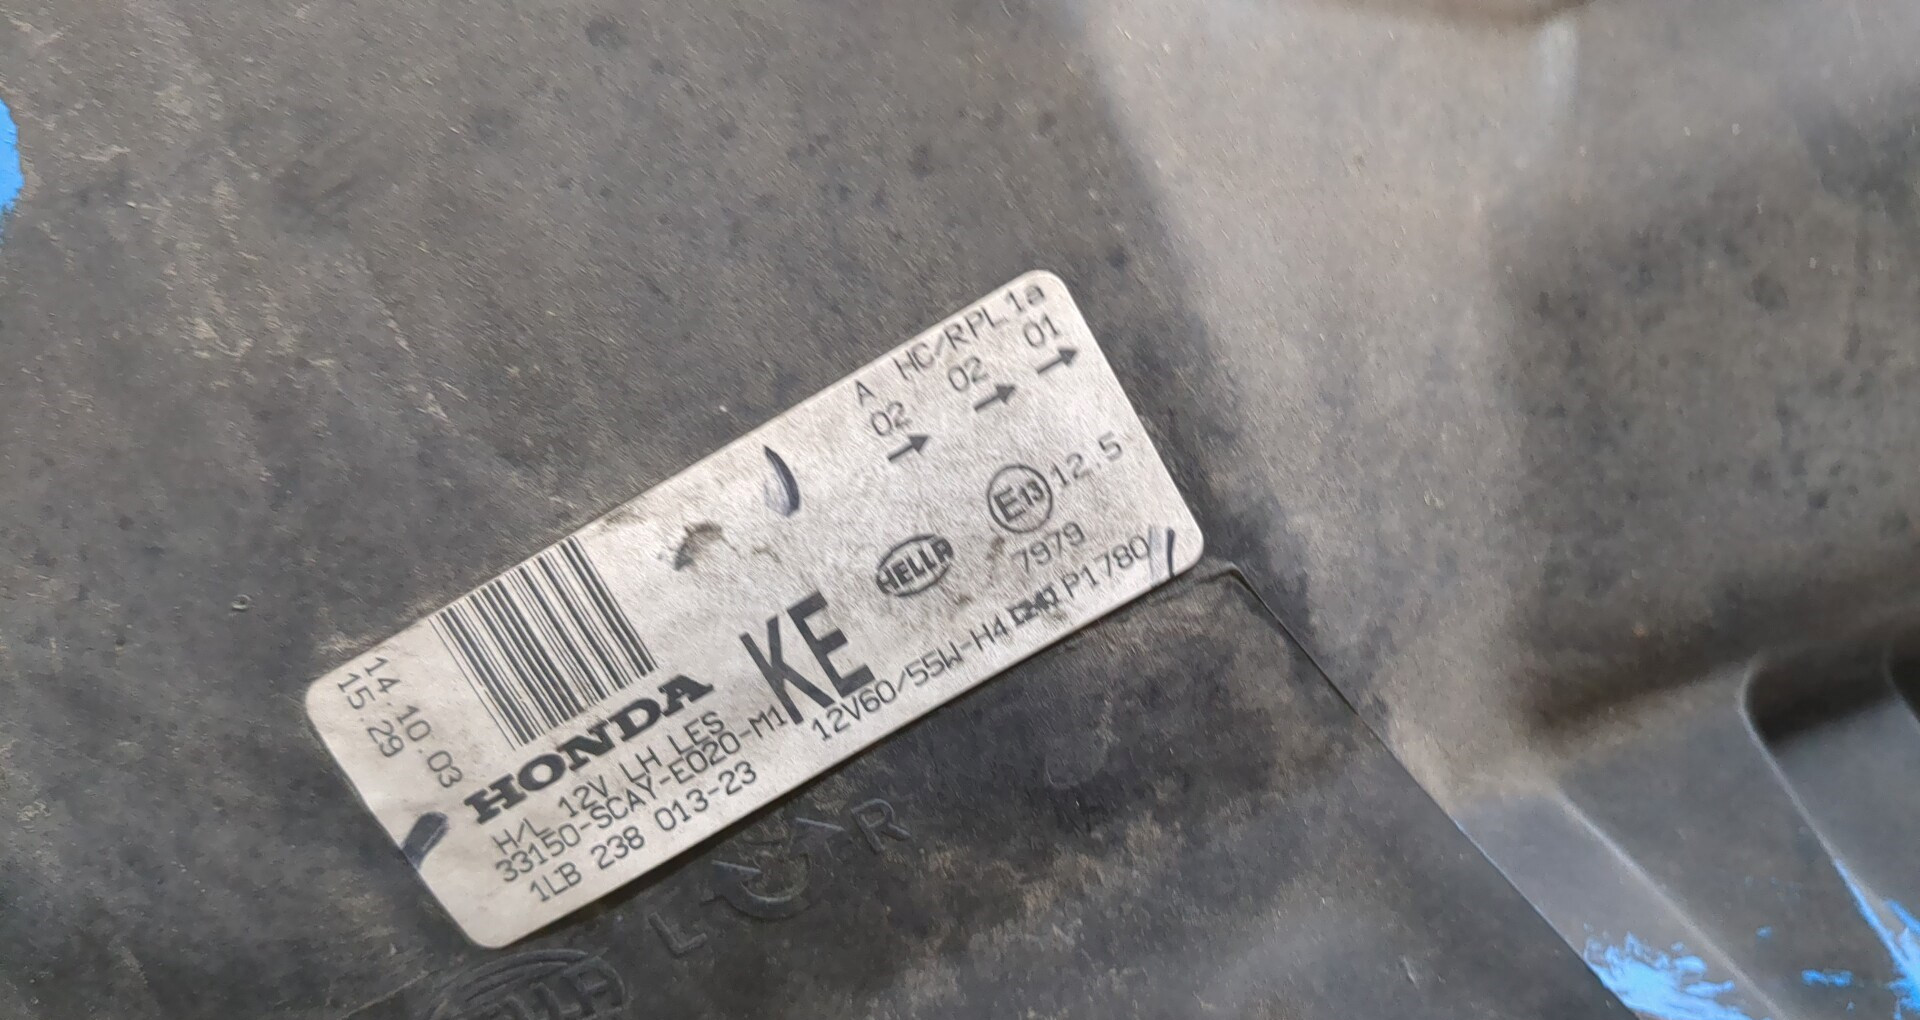 14.10.03
15.29
HONDA
H/L 12V LH LES
33150-SCAY-E020-M1
1LB 238 013-23
KE
HELLA
12V60/55W-H4
A HC/R PL 1a
02 02 01
E13 12.5
7979
P1780
L R
HELLA